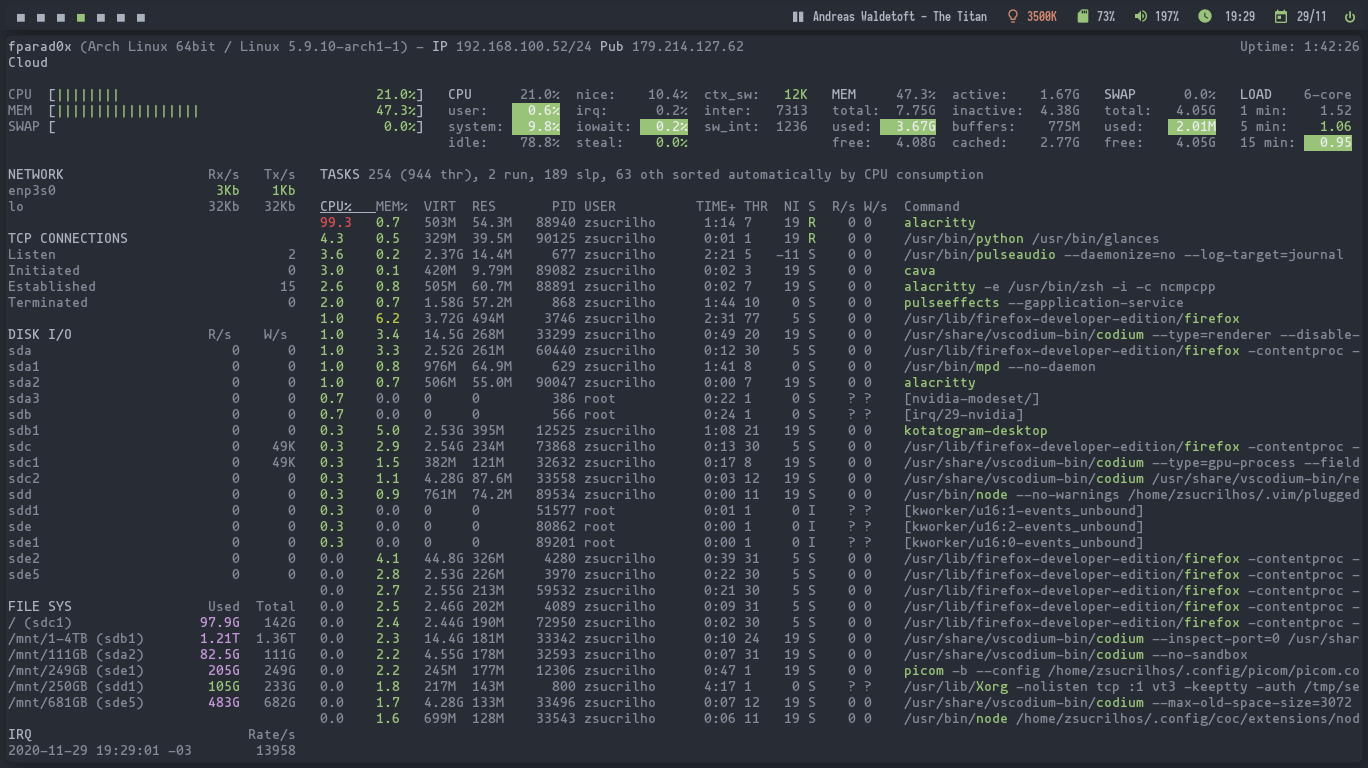 Andreas Waldetoft - The Titan 3500K 73% 197% 19:29 29/11
fparad0x (Arch Linux 64bit / Linux 5.9.10-arch1-1) - IP 192.168.100.52/24 Pub 179.214.127.62 Uptime: 1:42:26
Cloud
CPU [|||||||| 21.0%] CPU 21.0% nice: 10.4% ctx_sw: 12K MEM 47.3% active: 1.67G SWAP 0.0% LOAD 6-core
MEM [|||||||||||||||||| 47.3%] user: 0.6% irq: 0.2% inter: 7313 total: 7.75G inactive: 4.38G total: 4.05G 1 min: 1.52
SWAP [ 0.0%] system: 9.8% iowait: 0.2% sw_int: 1236 used: 3.67G buffers: 775M used: 2.01M 5 min: 1.06
idle: 78.8% steal: 0.0% free: 4.08G cached: 2.77G free: 4.05G 15 min: 0.95
NETWORK Rx/s Tx/s TASKS 254 (944 thr), 2 run, 189 slp, 63 oth sorted automatically by CPU consumption
enp3s0 3Kb 1Kb
lo 32Kb 32Kb CPU% MEM% VIRT RES PID USER TIME+ THR NI S R/s W/s Command
99.3 0.7 503M 54.3M 88940 zsucrilho 1:14 7 19 R 0 0 alacritty
TCP CONNECTIONS 4.3 0.5 329M 39.5M 90125 zsucrilho 0:01 1 19 R 0 0 /usr/bin/python /usr/bin/glances
Listen 2 3.6 0.2 2.37G 14.4M 677 zsucrilho 2:21 5 -11 S 0 0 /usr/bin/pulseaudio --daemonize=no --log-target=journal
Initiated 0 3.0 0.1 420M 9.79M 89082 zsucrilho 0:02 3 19 S 0 0 cava
Established 15 2.6 0.8 505M 60.7M 88891 zsucrilho 0:02 7 19 S 0 0 alacritty -e /usr/bin/zsh -i -c ncmpcpp
Terminated 0 2.0 0.7 1.58G 57.2M 868 zsucrilho 1:44 10 0 S 0 0 pulseeffects --gapplication-service
1.0 6.2 3.72G 494M 3746 zsucrilho 2:31 77 5 S 0 0 /usr/lib/firefox-developer-edition/firefox
DISK I/O R/s W/s 1.0 3.4 14.5G 268M 33299 zsucrilho 0:49 20 19 S 0 0 /usr/share/vscodium-bin/codium --type=renderer --disable-
sda 0 0 1.0 3.3 2.52G 261M 60440 zsucrilho 0:12 30 5 S 0 0 /usr/lib/firefox-developer-edition/firefox -contentproc -
sda1 0 0 1.0 0.8 976M 64.9M 629 zsucrilho 1:41 8 0 S 0 0 /usr/bin/mpd --no-daemon
sda2 0 0 1.0 0.7 506M 55.0M 90047 zsucrilho 0:00 7 19 S 0 0 alacritty
sda3 0 0 0.7 0.0 0 0 386 root 0:22 1 0 S ? ? [nvidia-modeset/]
sdb 0 0 0.7 0.0 0 0 566 root 0:24 1 0 S ? ? [irq/29-nvidia]
sdb1 0 0 0.3 5.0 2.53G 395M 12525 zsucrilho 1:08 21 19 S 0 0 kotatogram-desktop
sdc 0 49K 0.3 2.9 2.54G 234M 73868 zsucrilho 0:13 30 5 S 0 0 /usr/lib/firefox-developer-edition/firefox -contentproc -
sdc1 0 49K 0.3 1.5 382M 121M 32632 zsucrilho 0:17 8 19 S 0 0 /usr/share/vscodium-bin/codium --type=gpu-process --field
sdc2 0 0 0.3 1.1 4.28G 87.6M 33558 zsucrilho 0:03 12 19 S 0 0 /usr/share/vscodium-bin/codium /usr/share/vscodium-bin/re
sdd 0 0 0.3 0.9 761M 74.2M 89534 zsucrilho 0:00 11 19 S 0 0 /usr/bin/node --no-warnings /home/zsucrilhos/.vim/plugged
sdd1 0 0 0.3 0.0 0 0 51577 root 0:01 1 0 I ? ? [kworker/u16:1-events_unbound]
sde 0 0 0.3 0.0 0 0 80862 root 0:00 1 0 I ? ? [kworker/u16:2-events_unbound]
sde1 0 0 0.3 0.0 0 0 89201 root 0:00 1 0 I ? ? [kworker/u16:0-events_unbound]
sde2 0 0 0.0 4.1 44.8G 326M 4280 zsucrilho 0:39 31 5 S 0 0 /usr/lib/firefox-developer-edition/firefox -contentproc -
sde5 0 0 0.0 2.8 2.53G 226M 3970 zsucrilho 0:22 30 5 S 0 0 /usr/lib/firefox-developer-edition/firefox -contentproc -
0.0 2.7 2.55G 213M 59532 zsucrilho 0:21 30 5 S 0 0 /usr/lib/firefox-developer-edition/firefox -contentproc -
FILE SYS Used Total 0.0 2.5 2.46G 202M 4089 zsucrilho 0:09 31 5 S 0 0 /usr/lib/firefox-developer-edition/firefox -contentproc -
/ (sdc1) 97.9G 142G 0.0 2.4 2.44G 190M 72950 zsucrilho 0:02 30 5 S 0 0 /usr/lib/firefox-developer-edition/firefox -contentproc -
/mnt/1-4TB (sdb1) 1.21T 1.36T 0.0 2.3 14.4G 181M 33342 zsucrilho 0:10 24 19 S 0 0 /usr/share/vscodium-bin/codium --inspect-port=0 /usr/shar
/mnt/111GB (sda2) 82.5G 111G 0.0 2.2 4.55G 178M 32593 zsucrilho 0:07 31 19 S 0 0 /usr/share/vscodium-bin/codium --no-sandbox
/mnt/249GB (sde1) 205G 249G 0.0 2.2 245M 177M 12306 zsucrilho 0:47 1 19 S 0 0 picom -b --config /home/zsucrilhos/.config/picom/picom.co
/mnt/250GB (sdd1) 105G 233G 0.0 1.8 217M 143M 800 zsucrilho 4:17 1 0 S ? ? /usr/lib/Xorg -nolisten tcp :1 vt3 -keeptty -auth /tmp/se
/mnt/681GB (sde5) 483G 682G 0.0 1.7 4.28G 133M 33496 zsucrilho 0:07 12 19 S 0 0 /usr/share/vscodium-bin/codium --max-old-space-size=3072
0.0 1.6 699M 128M 33543 zsucrilho 0:06 11 19 S 0 0 /usr/bin/node /home/zsucrilhos/.config/coc/extensions/nod
IRQ Rate/s
2020-11-29 19:29:01 -03 13958